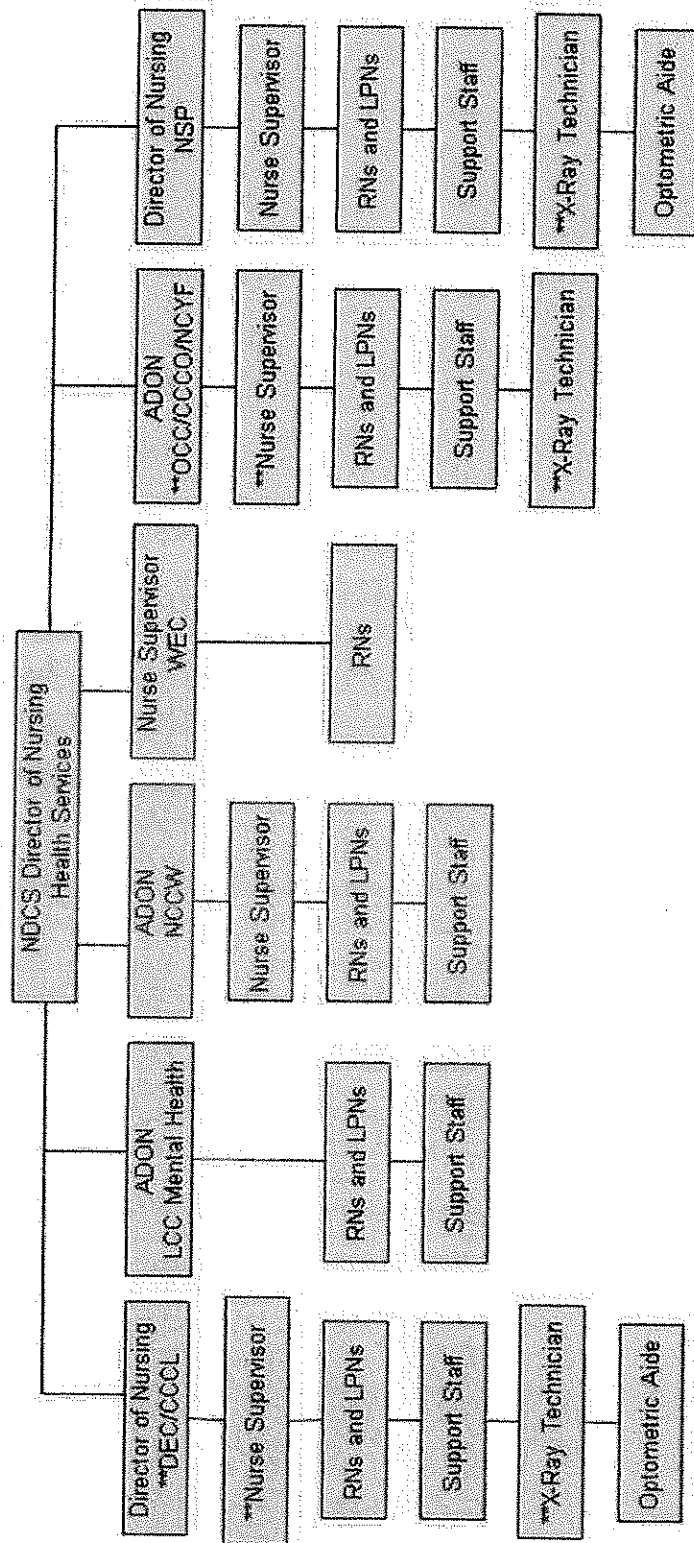 NDCS Director of Nursing
Health Services
Director of Nursing
**DEC/CCCL
***Nurse Supervisor
RNs and LPNs
Support Staff
***X-Ray Technician
Optometric Aide
ADON
LCC Mental Health
RNs and LPNs
Support Staff
ADON
NCCW
Nurse Supervisor
RNs and LPNs
Support Staff
Nurse Supervisor
WEC
RNs
ADON
**OCC/CCCO/NCYF
***Nurse Supervisor
RNs and LPNs
Support Staff
***X-Ray Technician
Director of Nursing
NSP
Nurse Supervisor
RNs and LPNs
Support Staff
***X-Ray Technician
Optometric Aide